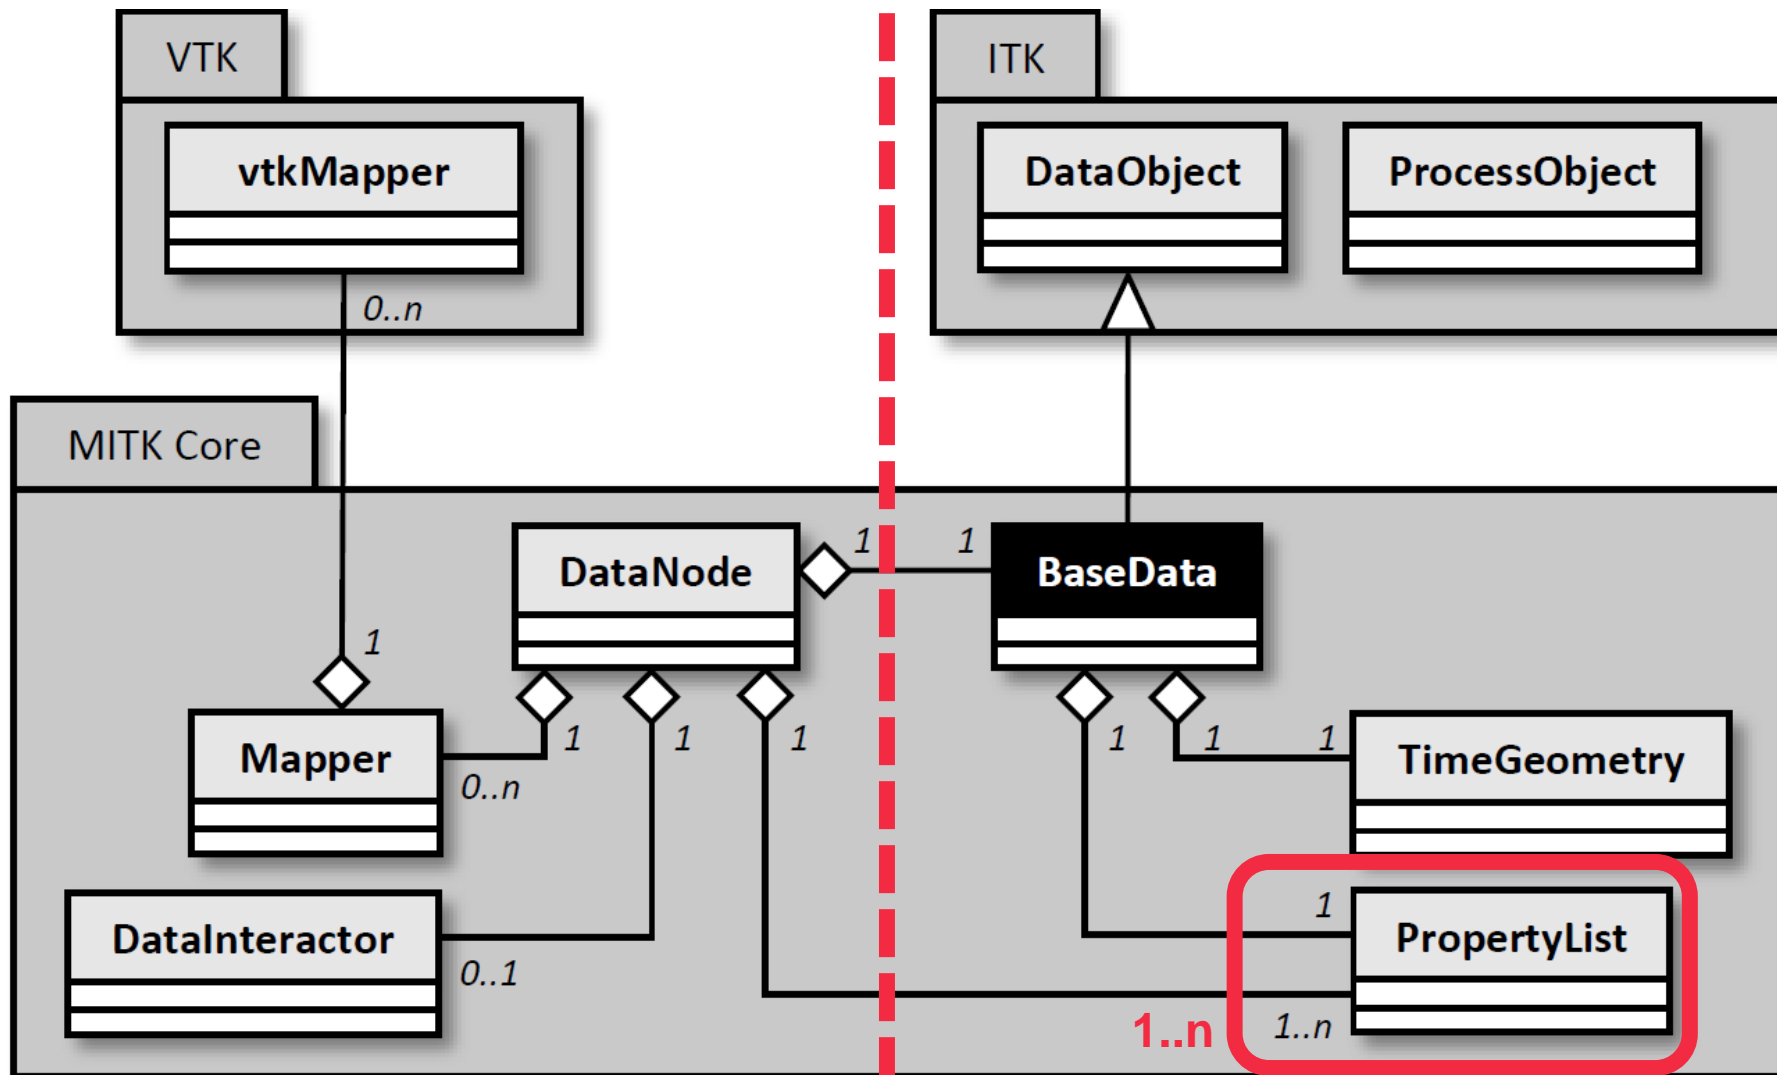 VTK
ITK
vtkMapper
DataObject
ProcessObject
0..n
MITK Core
DataNode
1
1
BaseData
1
Mapper
0..n
1
1
1
1
1
1
TimeGeometry
DataInteractor
0..1
1
PropertyList
1..n
1..n